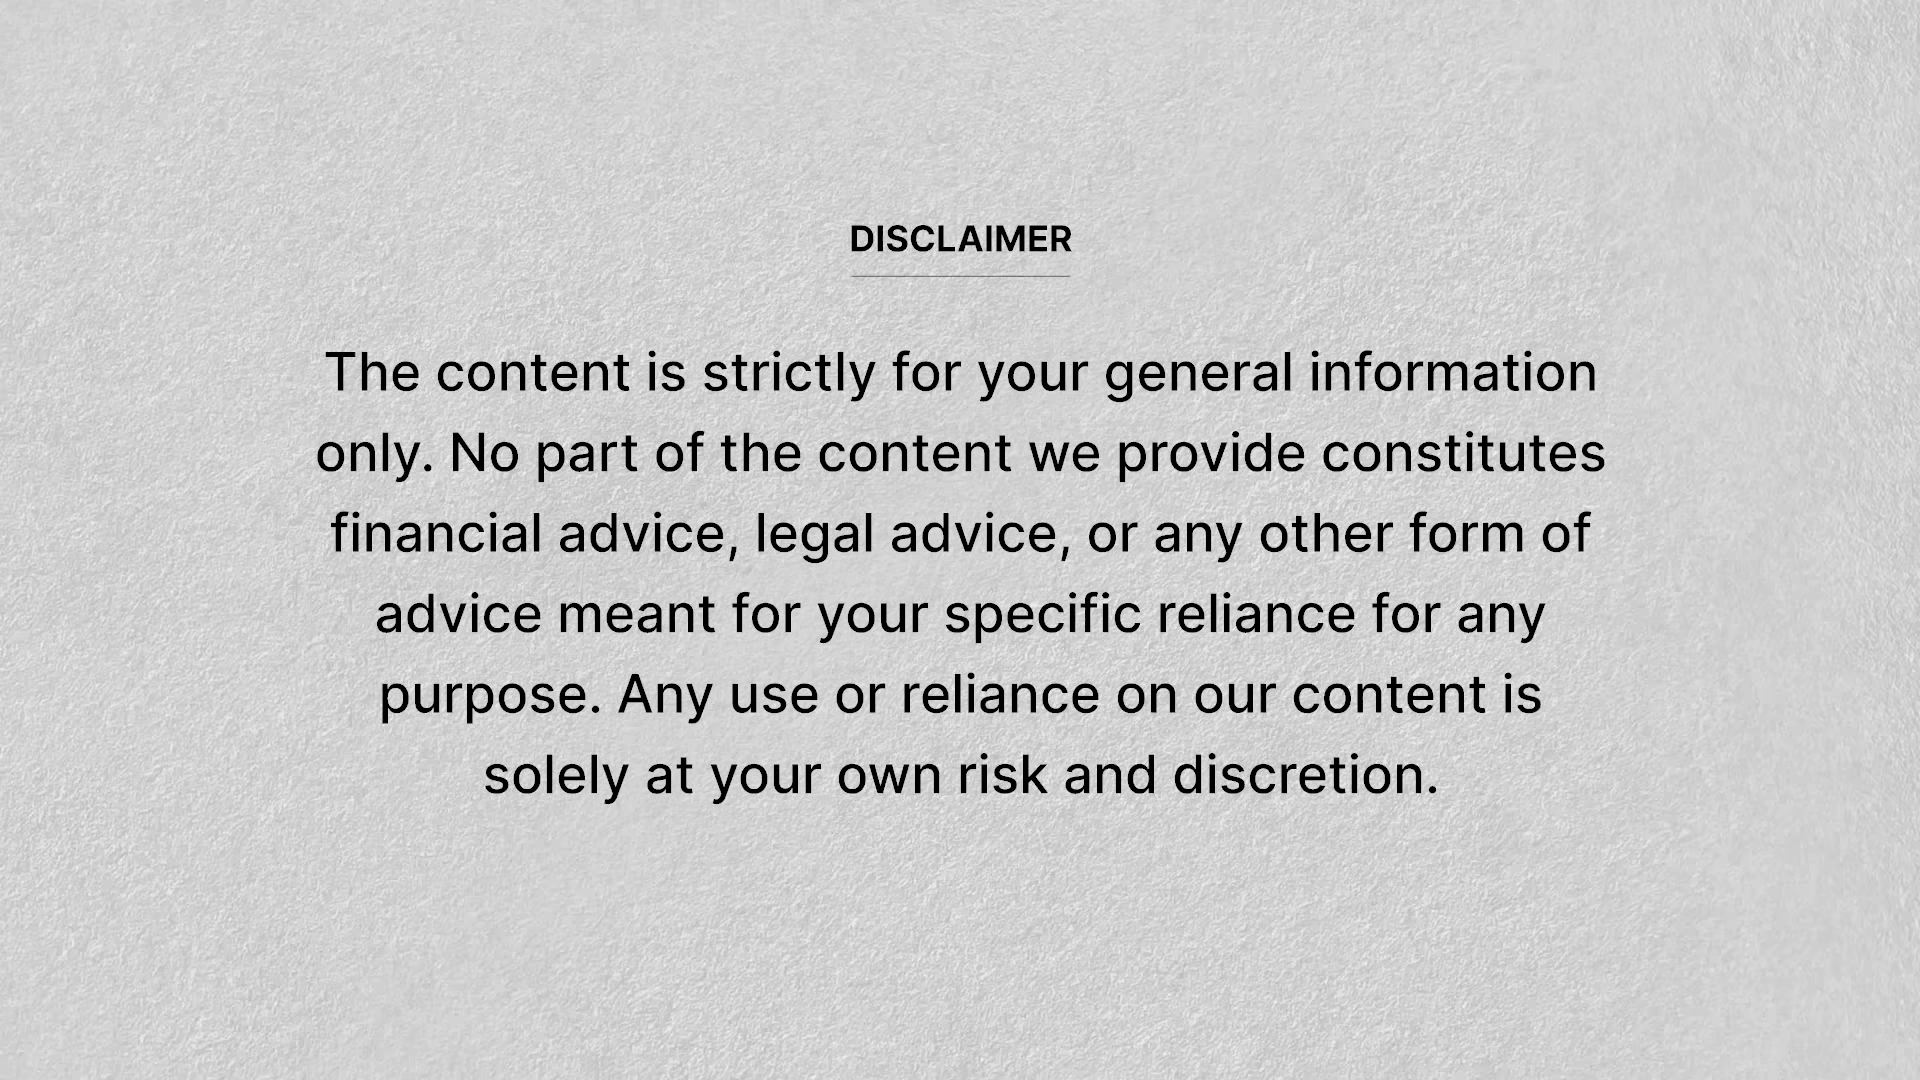 DISCLAIMER
The content is strictly for your general information
only. No part of the content we provide constitutes
financial advice, legal advice, or any other form of
advice meant for your specific reliance for any
purpose. Any use or reliance on our content is
solely at your own risk and discretion.